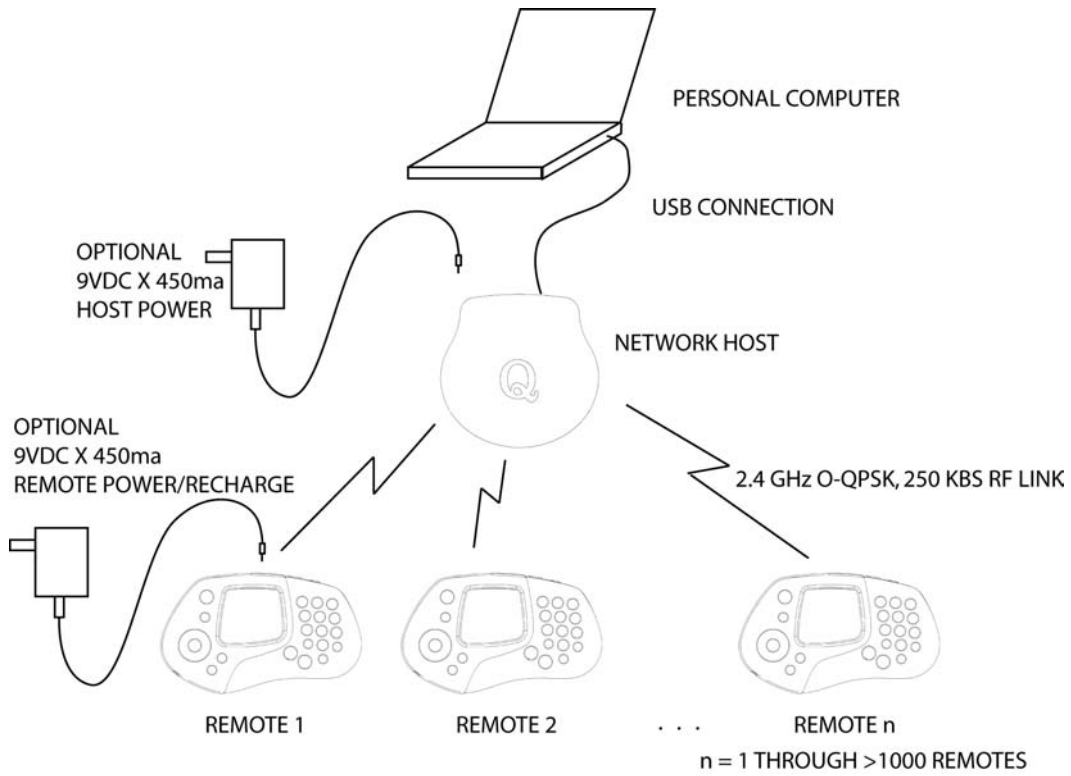 PERSONAL COMPUTER
USB CONNECTION
OPTIONAL
9VDC X 450ma
HOST POWER
NETWORK HOST
Q
OPTIONAL
9VDC X 450ma
REMOTE POWER/RECHARGE
2.4 GHz O-QPSK, 250 KBS RF LINK
REMOTE 1
REMOTE 2
. . .
REMOTE n
n = 1 THROUGH >1000 REMOTES